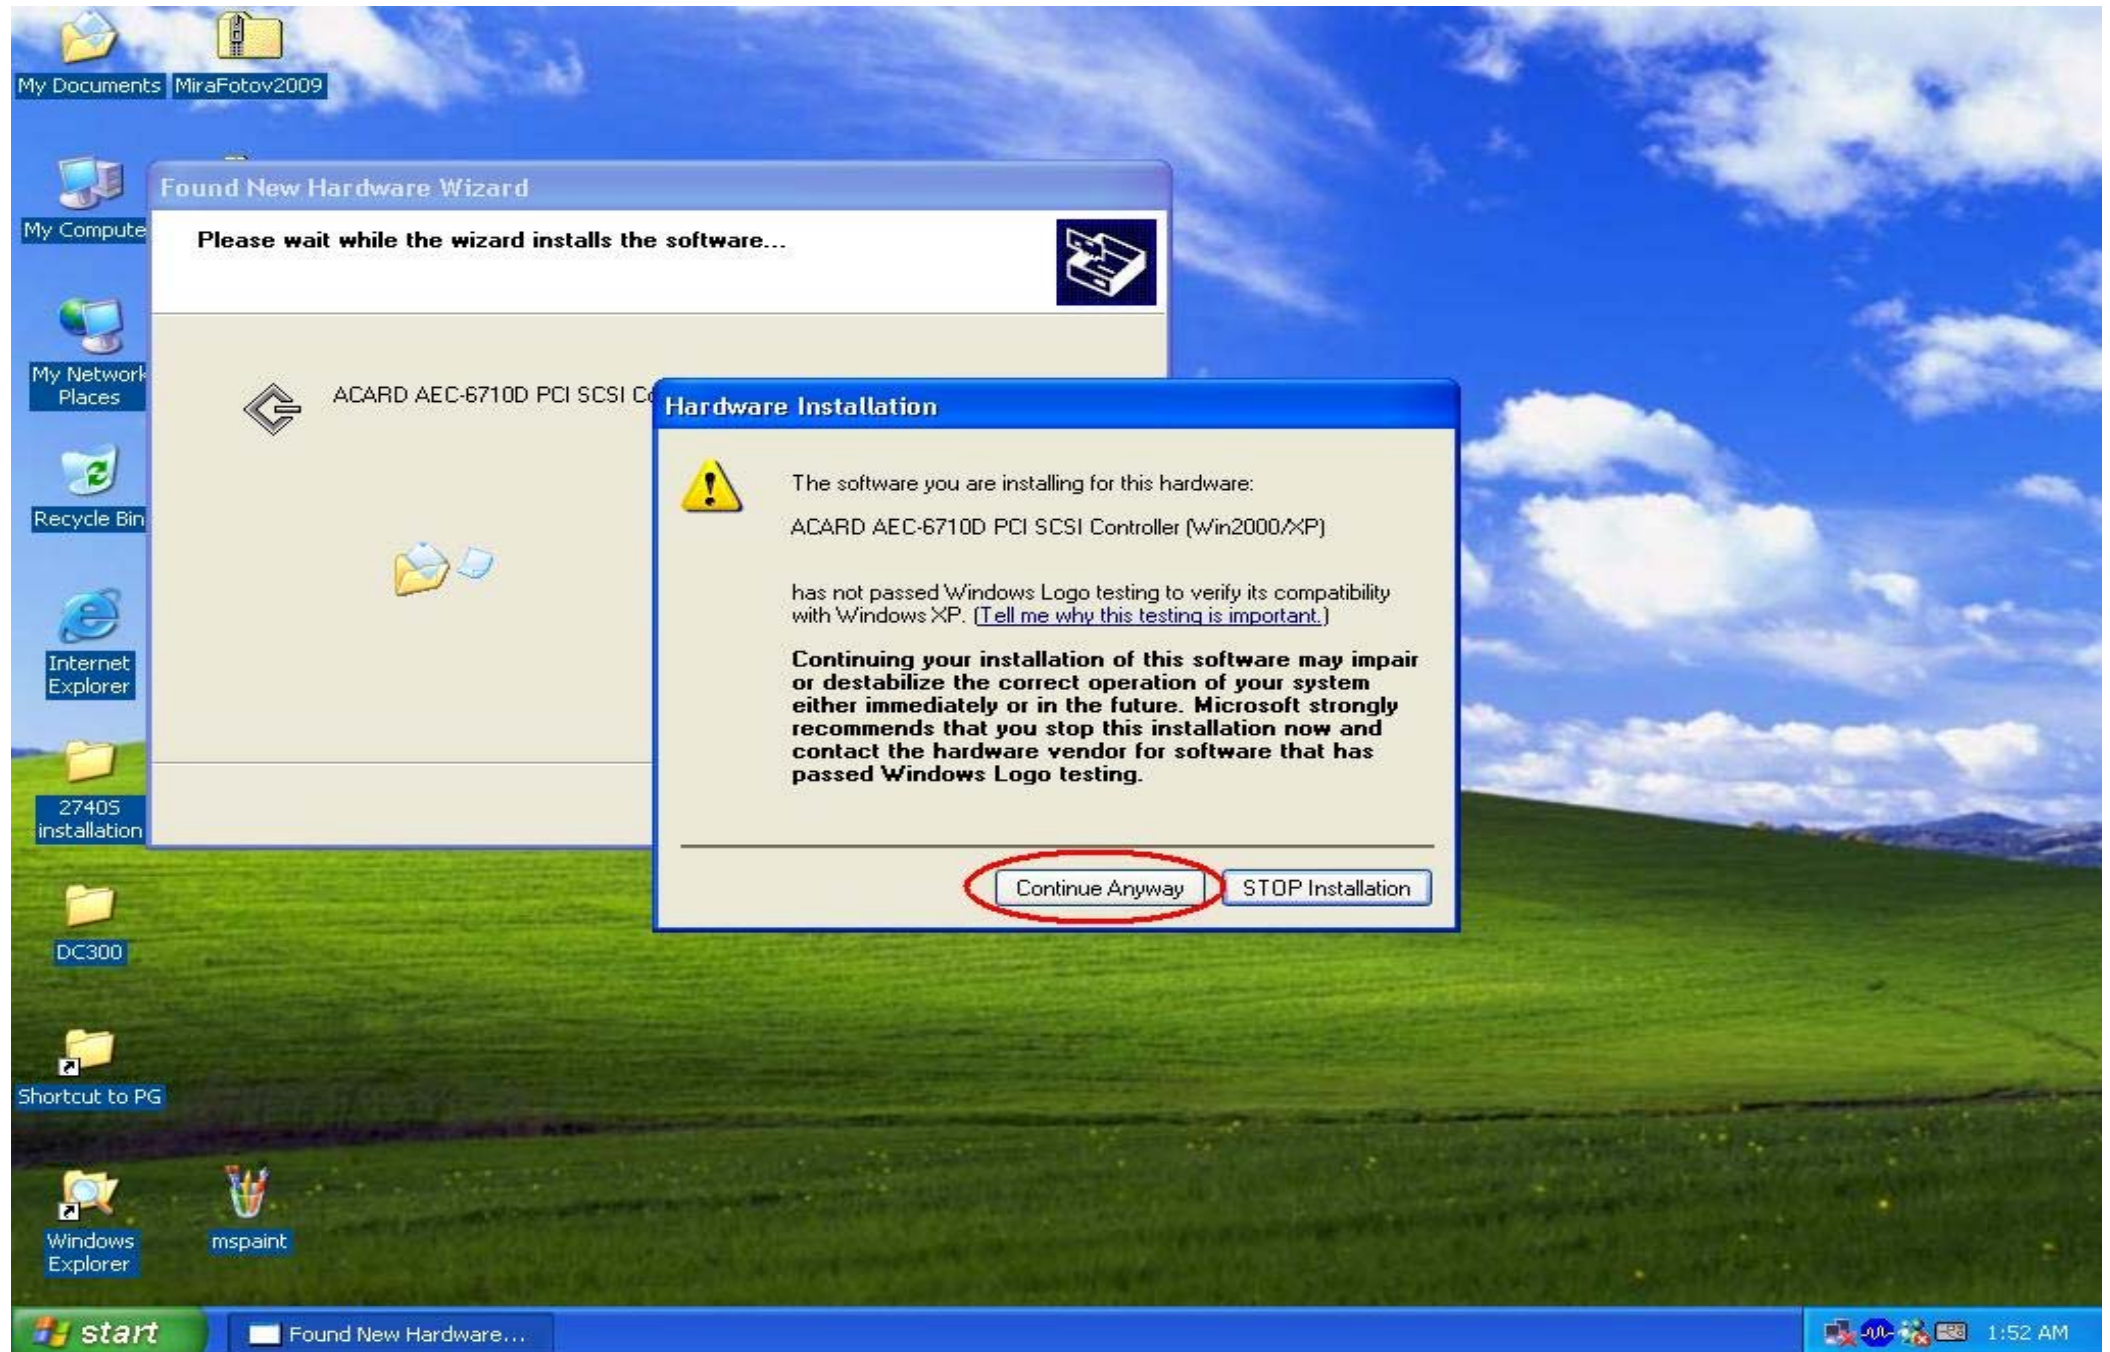 My Documents
MiraFotov2009
My Compute
My Network
Places
Recycle Bin
Internet
Explorer
2740S
installation
DC300
Shortcut to PG
Windows
Explorer
mspaint
Found New Hardware Wizard
Please wait while the wizard installs the software...
ACARD AEC-6710D PCI SCSI Co
Hardware Installation
The software you are installing for this hardware:
ACARD AEC-6710D PCI SCSI Controller (Win2000/XP)
has not passed Windows Logo testing to verify its compatibility
with Windows XP. (Tell me why this testing is important.)
Continuing your installation of this software may impair
or destabilize the correct operation of your system
either immediately or in the future. Microsoft strongly
recommends that you stop this installation now and
contact the hardware vendor for software that has
passed Windows Logo testing.
Continue Anyway
STOP Installation
start
Found New Hardware...
1:52 AM